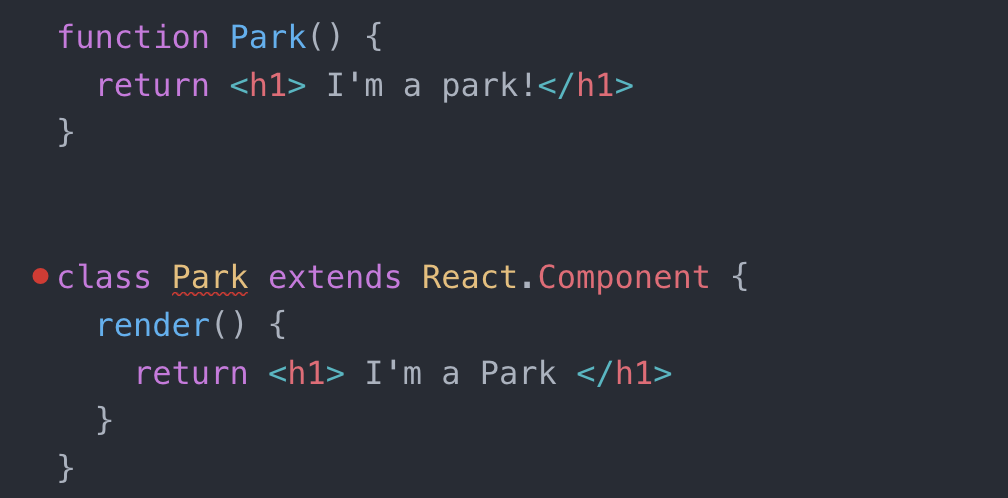 function Park() {
  return <h1> I'm a park!</h1>
}
class Park extends React.Component {
  render() {
    return <h1> I'm a Park </h1>
  }
}